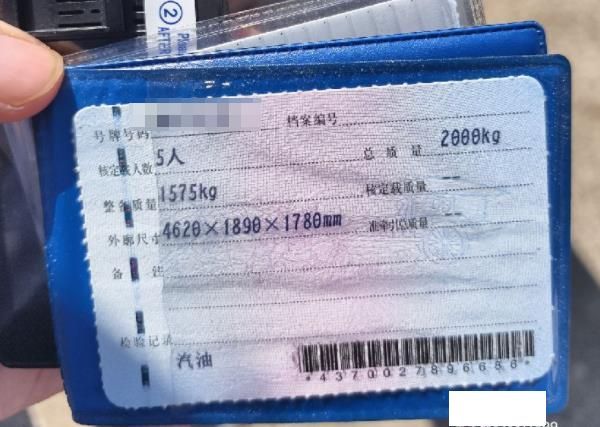 ②
号牌号码 档案编号
核定载人数 5人 总质量 2000kg
整备质量 1575kg 核定载质量 --
外廓尺寸 4620×1890×1780mm 准牵引总质量 --
备注
检验记录
汽油
*4370027896686*